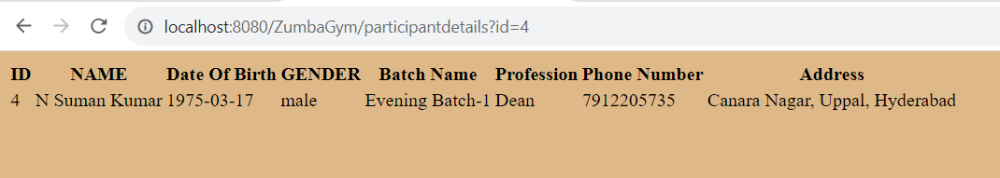 localhost:8080/ZumbaGym/participantdetails?id=4
ID NAME Date Of Birth GENDER Batch Name Profession Phone Number Address
4 N Suman Kumar 1975-03-17 male Evening Batch-1 Dean 7912205735 Canara Nagar, Uppal, Hyderabad